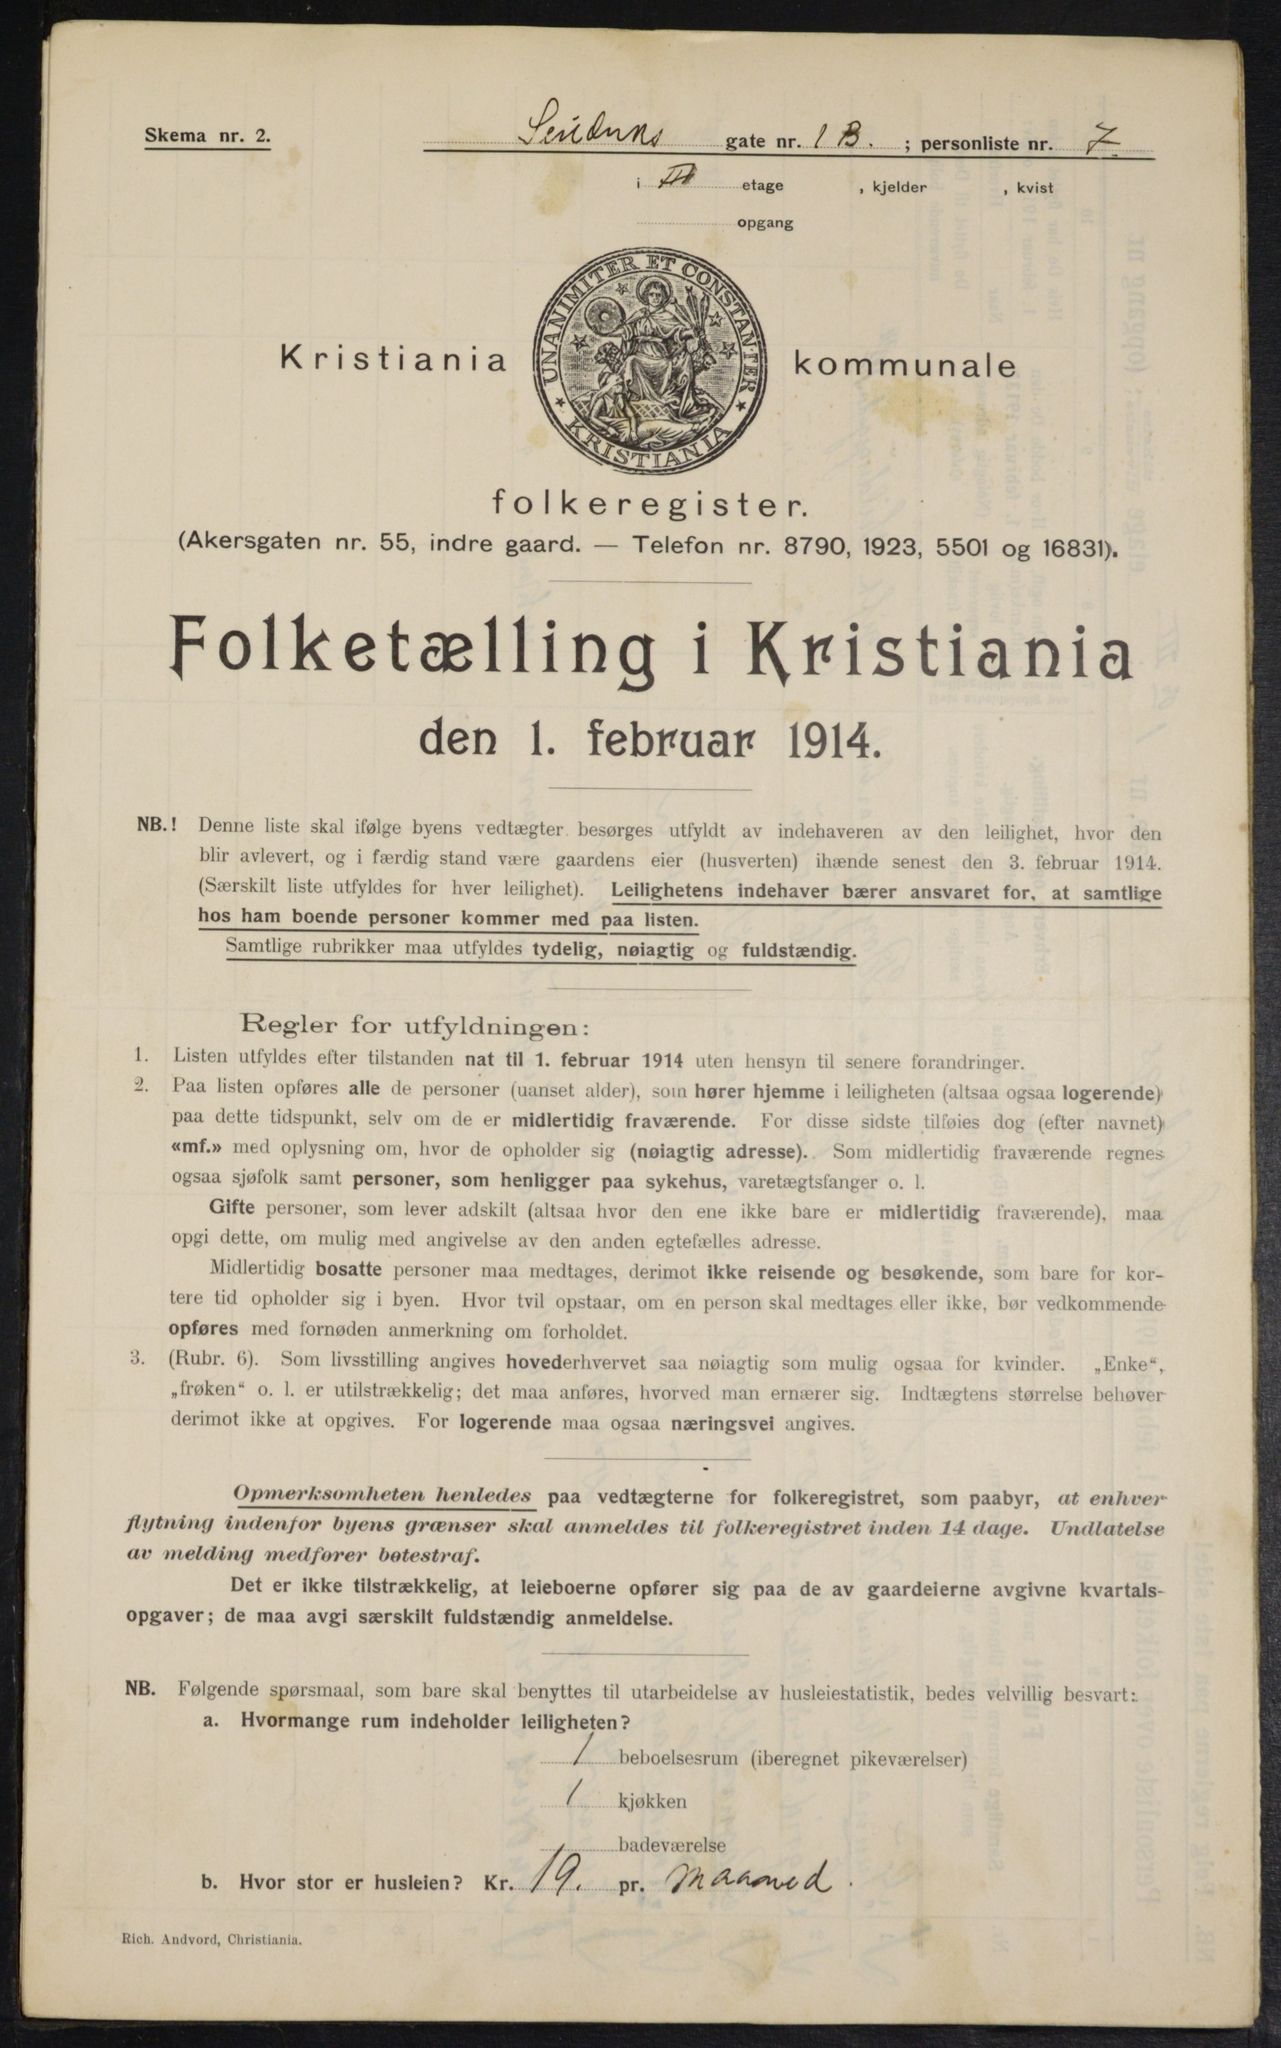 Skema nr. 2.
gate nr. 1 B. ; personliste nr. 7
i III etage , kjelder , kvist
opgang
UNANIMITER ET CONSTANTER
KRISTIANIA
Kristiania kommunale
folkeregister.
(Akersgaten nr. 55, indre gaard. — Telefon nr. 8790, 1923, 5501 og 16831).
Folketælling i Kristiania
den 1. februar 1914.
NB.! Denne liste skal ifølge byens vedtægter besørges utfyldt av indehaveren av den leilighet, hvor den
blir avlevert, og i færdig stand være gaardens eier (husverten) ihænde senest den 3. februar 1914.
(Særskilt liste utfyldes for hver leilighet). Leilighetens indehaver bærer ansvaret for, at samtlige
hos ham boende personer kommer med paa listen.
Samtlige rubrikker maa utfyldes tydelig, nøiagtig og fuldstændig.
Regler for utfyldningen:
1. Listen utfyldes efter tilstanden nat til 1. februar 1914 uten hensyn til senere forandringer.
2. Paa listen opføres alle de personer (uanset alder), som hører hjemme i leiligheten (altsaa ogsaa logerende)
paa dette tidspunkt, selv om de er midlertidig fraværende. For disse sidste tilføies dog (efter navnet)
«mf.» med oplysning om, hvor de opholder sig (nøiagtig adresse). Som midlertidig fraværende regnes
ogsaa sjøfolk samt personer, som henligger paa sykehus, varetægtsfanger o. l.
Gifte personer, som lever adskilt (altsaa hvor den ene ikke bare er midlertidig fraværende), maa
opgi dette, om mulig med angivelse av den anden egtefælles adresse.
Midlertidig bosatte personer maa medtages, derimot ikke reisende og besøkende, som bare for kor-
tere tid opholder sig i byen. Hvor tvil opstaar, om en person skal medtages eller ikke, bør vedkommende
opføres med fornøden anmerkning om forholdet.
3. (Rubr. 6). Som livsstilling angives hovederhvervet saa nøiagtig som mulig ogsaa for kvinder. „Enke“,
„frøken“ o. l. er utilstrækkelig; det maa anføres, hvorved man ernærer sig. Indtægtens størrelse behøver
derimot ikke at opgives. For logerende maa ogsaa næringsvei angives.
Opmerksomheten henledes paa vedtægterne for folkeregistret, som paabyr, at enhver
flytning indenfor byens grænser skal anmeldes til folkeregistret inden 14 dage. Undlatelse
av melding medfører bøtestraf.
Det er ikke tilstrækkelig, at leieboerne opfører sig paa de av gaardeierne avgivne kvartals-
opgaver; de maa avgi særskilt fuldstændig anmeldelse.
NB. Følgende spørsmaal, som bare skal benyttes til utarbeidelse av husleiestatistik, bedes velvillig besvart:
a. Hvormange rum indeholder leiligheten?
1 beboelsesrum (iberegnet pikeværelser)
1 kjøkken
badeværelse
b. Hvor stor er husleien? Kr. 19. pr. Maaned.
Rich. Andvord, Christiania.